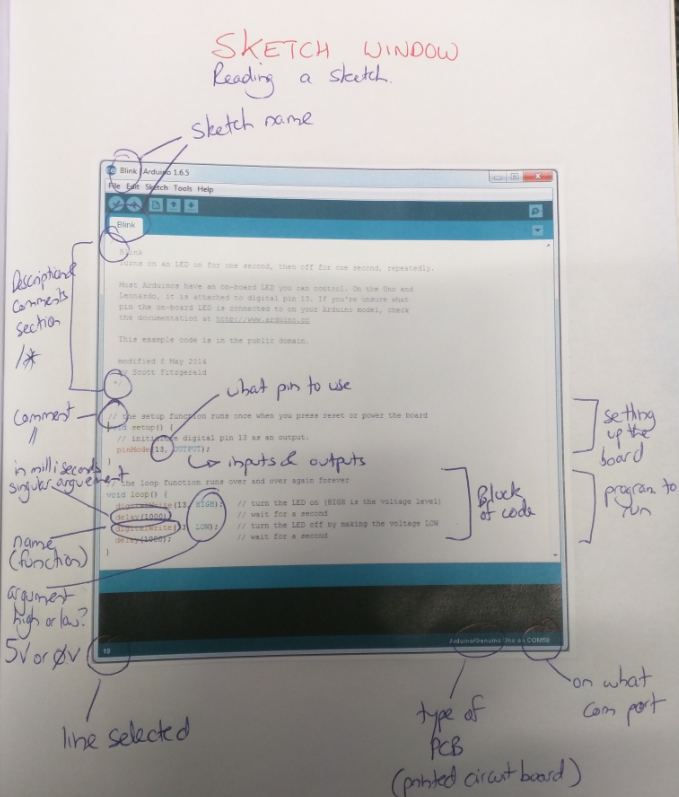 SKETCH WINDOW
Reading a sketch.
Sketch name
Blink Arduino 1.6.5
File Edit Sketch Tools Help
Blink
Blink
Turns on an LED on for one second, then off for one second, repeatedly.
Most Arduinos have an on-board LED you can control. On the Uno and
Leonardo, it is attached to digital pin 13. If you're unsure what
pin the on-board LED is connected to on your Arduino model, check
the documentation at http://www.arduino.cc
This example code is in the public domain.
modified 8 May 2014
by Scott Fitzgerald
*/
Description &
comments
section
/*
what pin to use
Comment
//
// the setup function runs once when you press reset or power the board
void setup() {
// initialize digital pin 13 as an output.
pinMode(13, OUTPUT);
}
inputs & outputs
setting
up the
board
in milliseconds
singular arguement
// the loop function runs over and over again forever
void loop() {
digitalWrite(13, HIGH); // turn the LED on (HIGH is the voltage level)
delay(1000); // wait for a second
digitalWrite(13, LOW); // turn the LED off by making the voltage LOW
delay(1000); // wait for a second
}
Block
of code
program to
run
name
(function)
argument
high or low?
5V or 0V
Arduino/Genuino Uno on COM
line selected
type of
PCB
(printed circuit board)
on what
com port